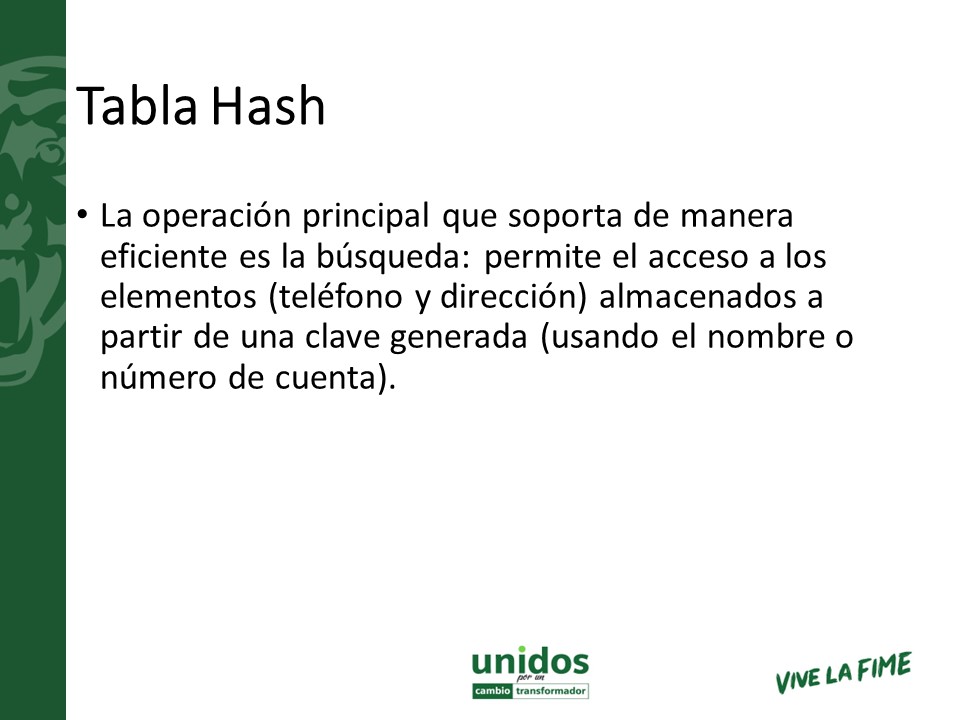 Tabla Hash
• La operación principal que soporta de manera
eficiente es la búsqueda: permite el acceso a los
elementos (teléfono y dirección) almacenados a
partir de una clave generada (usando el nombre o
número de cuenta).
unidos
por un
cambio transformador
VIVE LA FIME